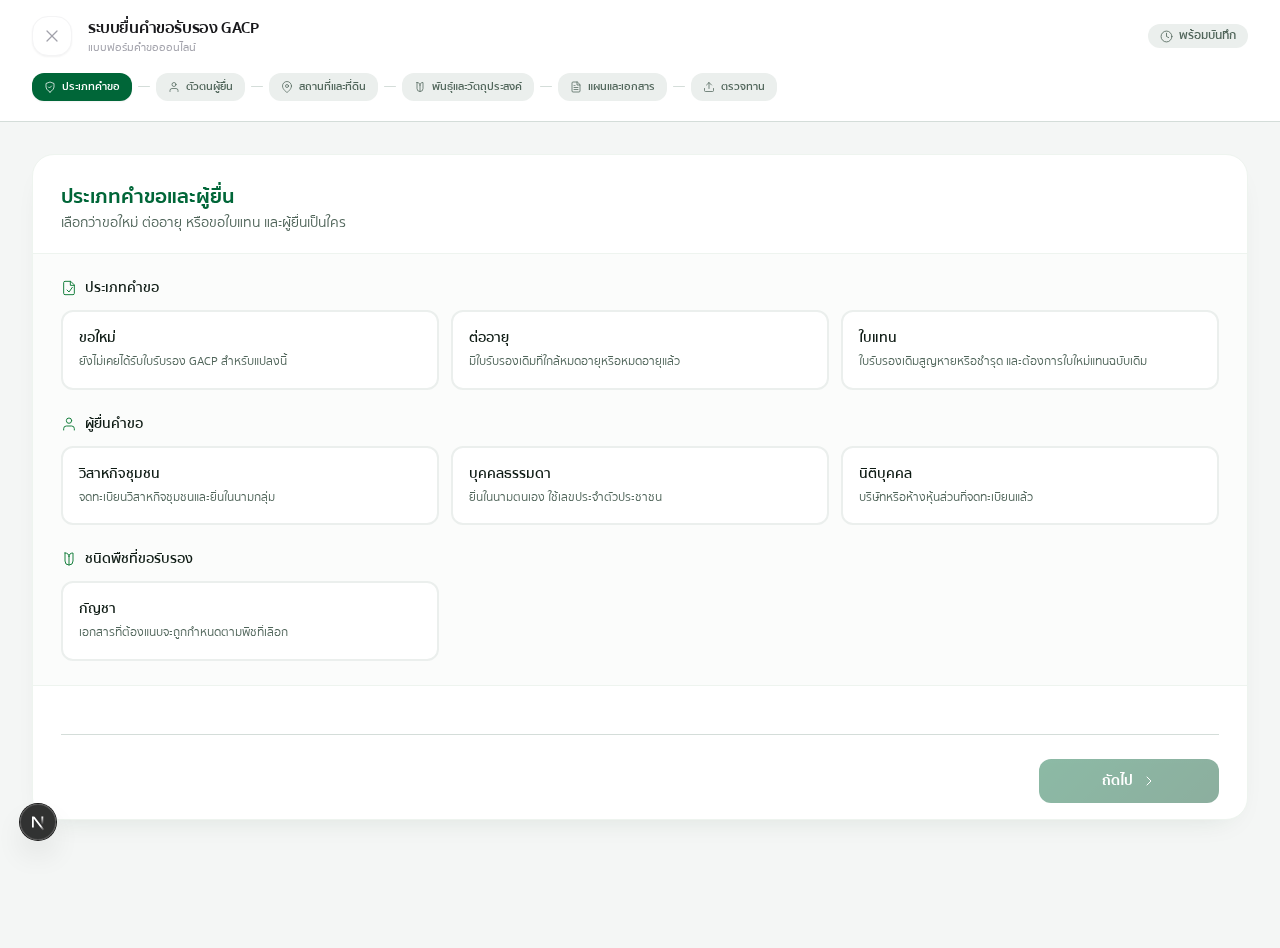 ระบบยื่นคำขอรับรอง GACP
แบบฟอร์มคำขอออนไลน์
พร้อมบันทึก
ประเภทคำขอ
ตัวตนผู้ยื่น
สถานที่และที่ดิน
พันธุ์และวัตถุประสงค์
แผนและเอกสาร
ตรวจทาน
ประเภทคำขอและผู้ยื่น
เลือกว่าขอใหม่ ต่ออายุ หรือขอใบแทน และผู้ยื่นเป็นใคร
ประเภทคำขอ
ขอใหม่
ยังไม่เคยได้รับใบรับรอง GACP สำหรับแปลงนี้
ต่ออายุ
มีใบรับรองเดิมที่ใกล้หมดอายุหรือหมดอายุแล้ว
ใบแทน
ใบรับรองเดิมสูญหายหรือชำรุด และต้องการใบใหม่แทนฉบับเดิม
ผู้ยื่นคำขอ
วิสาหกิจชุมชน
จดทะเบียนวิสาหกิจชุมชนและยื่นในนามกลุ่ม
บุคคลธรรมดา
ยื่นในนามตนเอง ใช้เลขประจำตัวประชาชน
นิติบุคคล
บริษัทหรือห้างหุ้นส่วนที่จดทะเบียนแล้ว
ชนิดพืชที่ขอรับรอง
กัญชา
เอกสารที่ต้องแนบจะถูกกำหนดตามพืชที่เลือก
ถัดไป
N